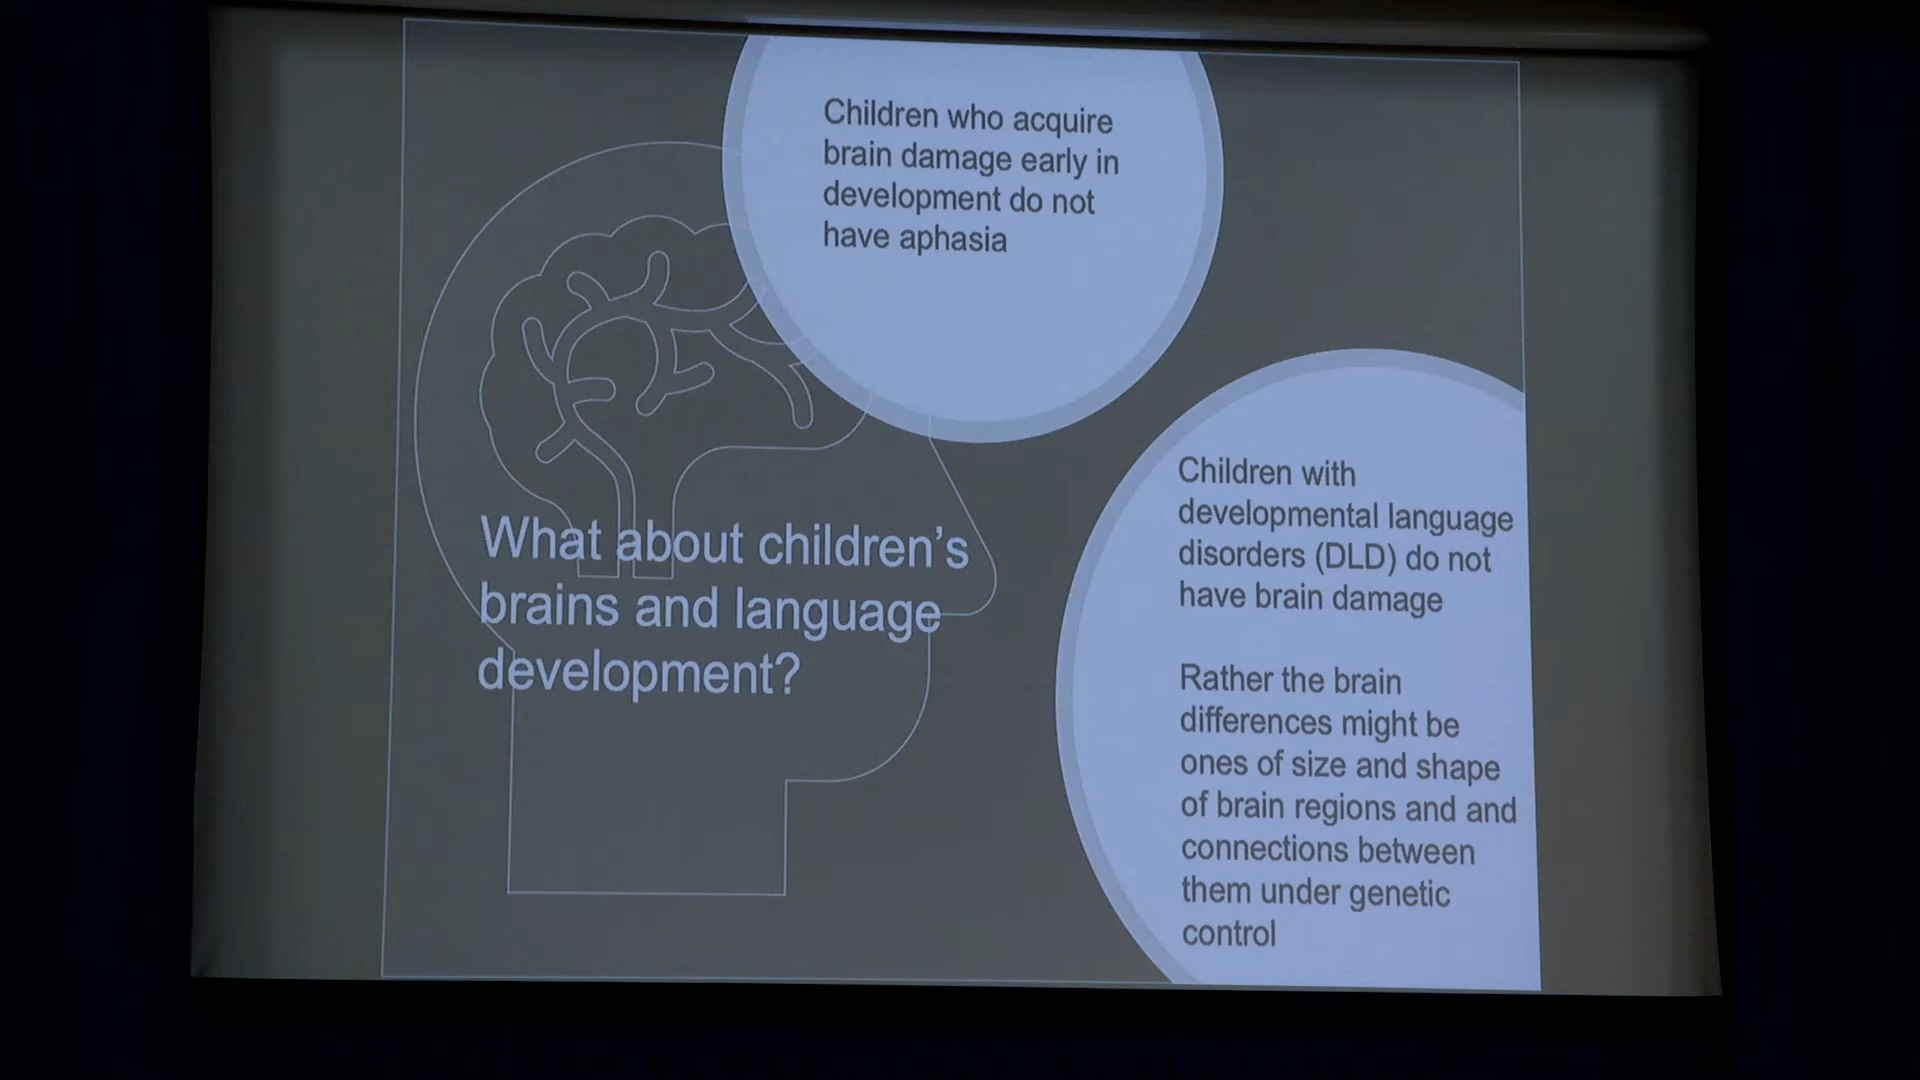 What about children's
brains and language
development?
Children who acquire
brain damage early in
development do not
have aphasia
Children with
developmental language
disorders (DLD) do not
have brain damage
Rather the brain
differences might be
ones of size and shape
of brain regions and and
connections between
them under genetic
control